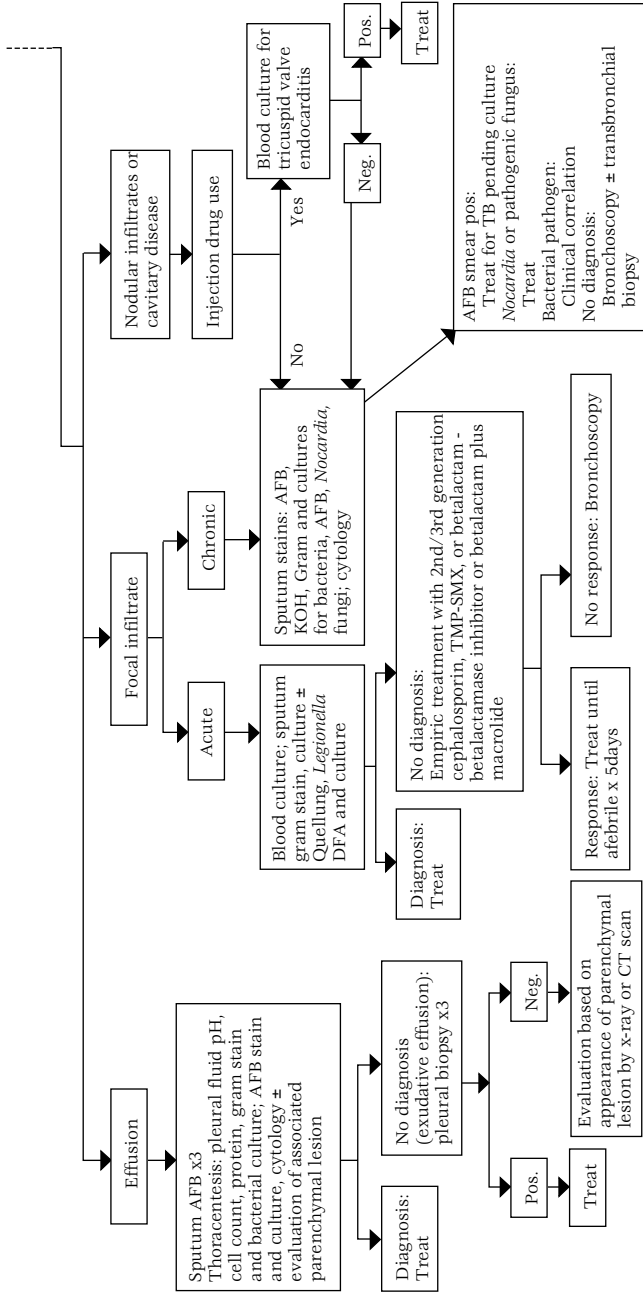 Effusion
Sputum AFB x3
Thoracentesis: pleural fluid pH,
cell count, protein, gram stain
and bacterial culture; AFB stain
and culture, cytology ±
evaluation of associated
parenchymal lesion
Diagnosis:
Treat
No diagnosis
(exudative effusion):
pleural biopsy x3
Pos.
Treat
Neg.
Evaluation based on
appearance of parenchymal
lesion by x-ray or CT scan
Focal infiltrate
Acute
Chronic
Blood culture; sputum
gram stain, culture ±
Quellung, Legionella
DFA and culture
Diagnosis:
Treat
No diagnosis:
Empiric treatment with 2nd/3rd generation
cephalosporin, TMP-SMX, or betalactam -
betalactamase inhibitor or betalactam plus
macrolide
Response: Treat until
afebrile x 5days
No response: Bronchoscopy
Sputum stains: AFB,
KOH, Gram and cultures
for bacteria, AFB, Nocardia,
fungi; cytology
Nodular infiltrates or
cavitary disease
Injection drug use
No
Yes
Blood culture for
tricuspid valve
endocarditis
Neg.
Pos.
Treat
AFB smear pos:
Treat for TB pending culture
Nocardia or pathogenic fungus:
Treat
Bacterial pathogen:
Clinical correlation
No diagnosis:
Bronchoscopy ± transbronchial
biopsy